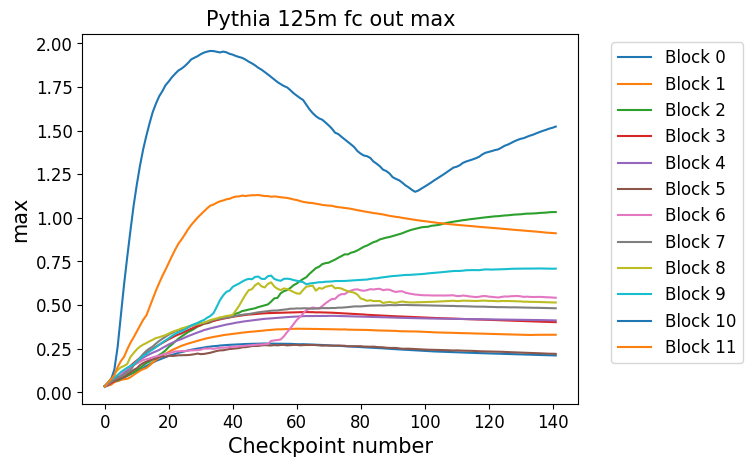 Pythia 125m fc out max
max
2.00
1.75
1.50
1.25
1.00
0.75
0.50
0.25
0.00
0
20
40
60
80
100
120
140
Checkpoint number
Block 0
Block 1
Block 2
Block 3
Block 4
Block 5
Block 6
Block 7
Block 8
Block 9
Block 10
Block 11